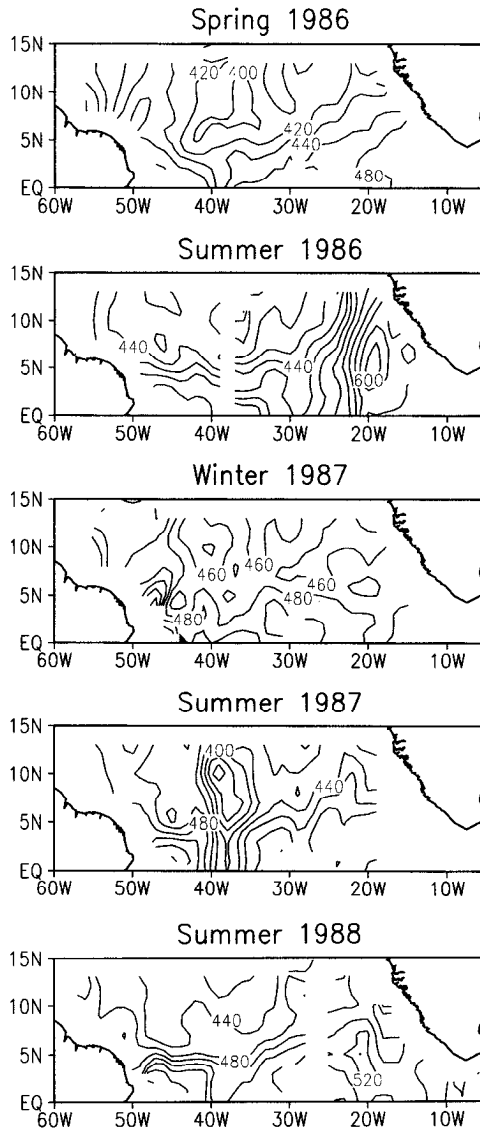 Spring 1986
15N
420 400
10N
5N
420
440
480
EQ
60W 50W 40W 30W 20W 10W
Summer 1986
15N
10N
440
440
5N
600
EQ
60W 50W 40W 30W 20W 10W
Winter 1987
15N
10N
460 460
460
5N
480
480
EQ
60W 50W 40W 30W 20W 10W
Summer 1987
15N
400
10N
440
5N
480
EQ
60W 50W 40W 30W 20W 10W
Summer 1988
15N
10N
440
5N
480
520
EQ
60W 50W 40W 30W 20W 10W